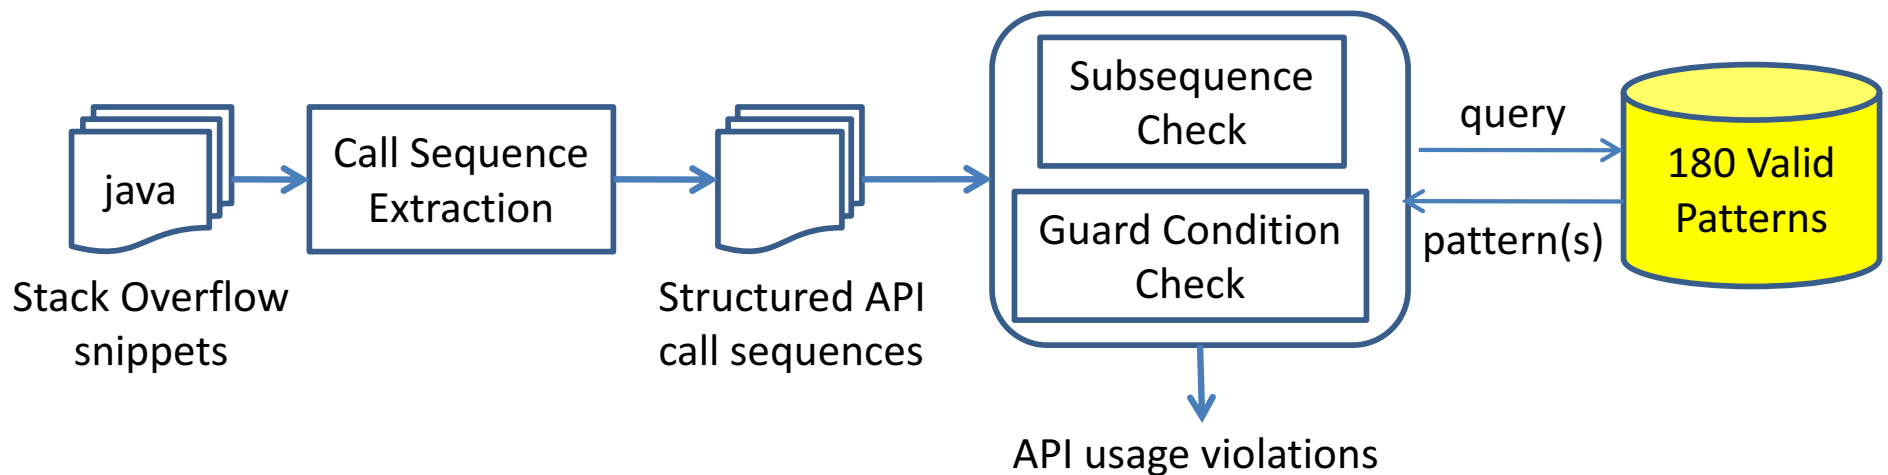 java
Stack Overflow
snippets
Call Sequence
Extraction
Structured API
call sequences
Subsequence
Check
Guard Condition
Check
query
pattern(s)
180 Valid
Patterns
API usage violations